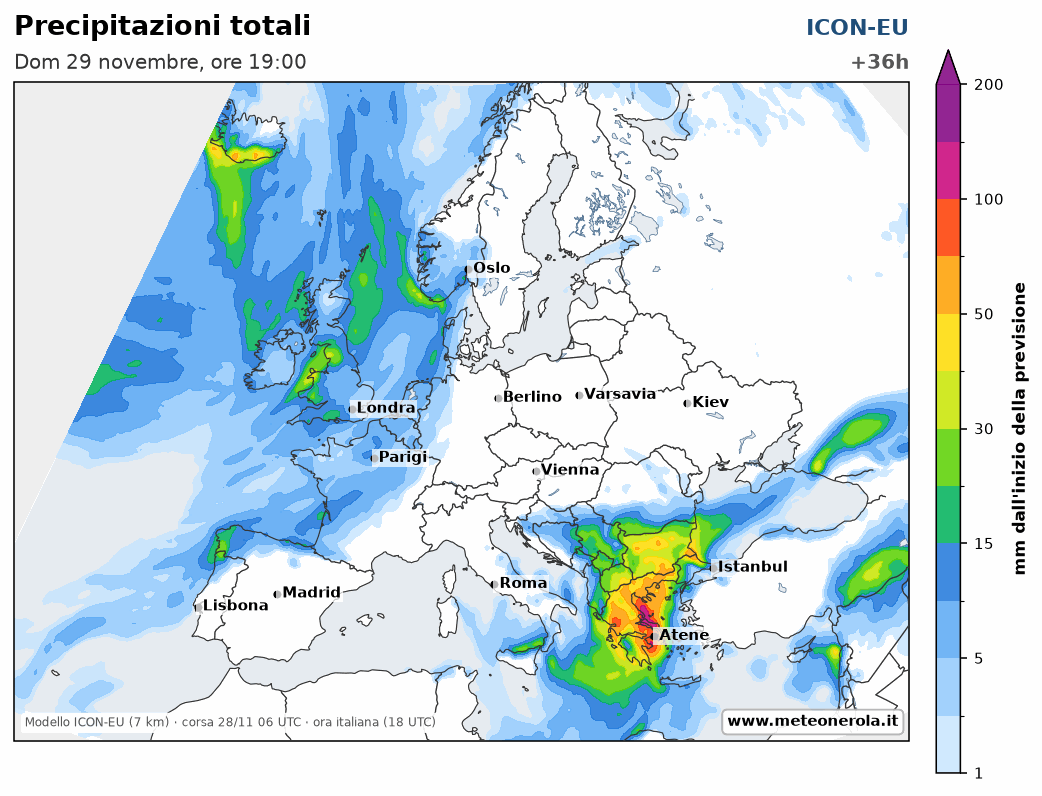 Precipitazioni totali
ICON-EU
Dom 29 novembre, ore 19:00
+36h
200
100
50
30
15
5
1
mm dall'inizio della previsione
Oslo
Berlino
Varsavia
Kiev
Londra
Parigi
Vienna
Istanbul
Roma
Madrid
Lisbona
Atene
Modello ICON-EU (7 km) · corsa 28/11 06 UTC · ora italiana (18 UTC)
www.meteonerola.it